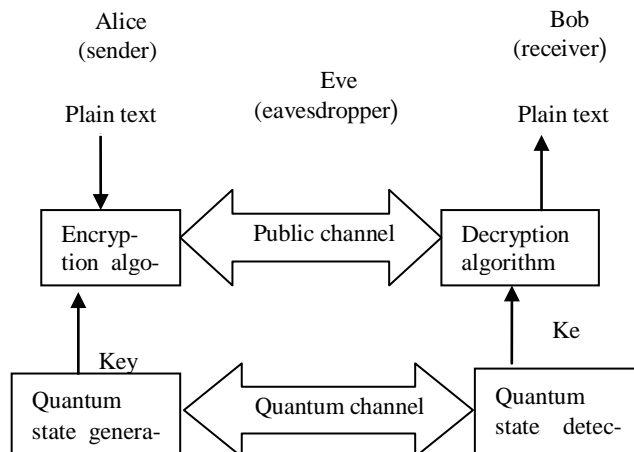 Alice
(sender)
Bob
(receiver)
Eve
(eavesdropper)
Plain text
Plain text
Encryp-
tion algo-
Public channel
Decryption
algorithm
Key
Ke
Quantum
state genera-
Quantum channel
Quantum
state detec-